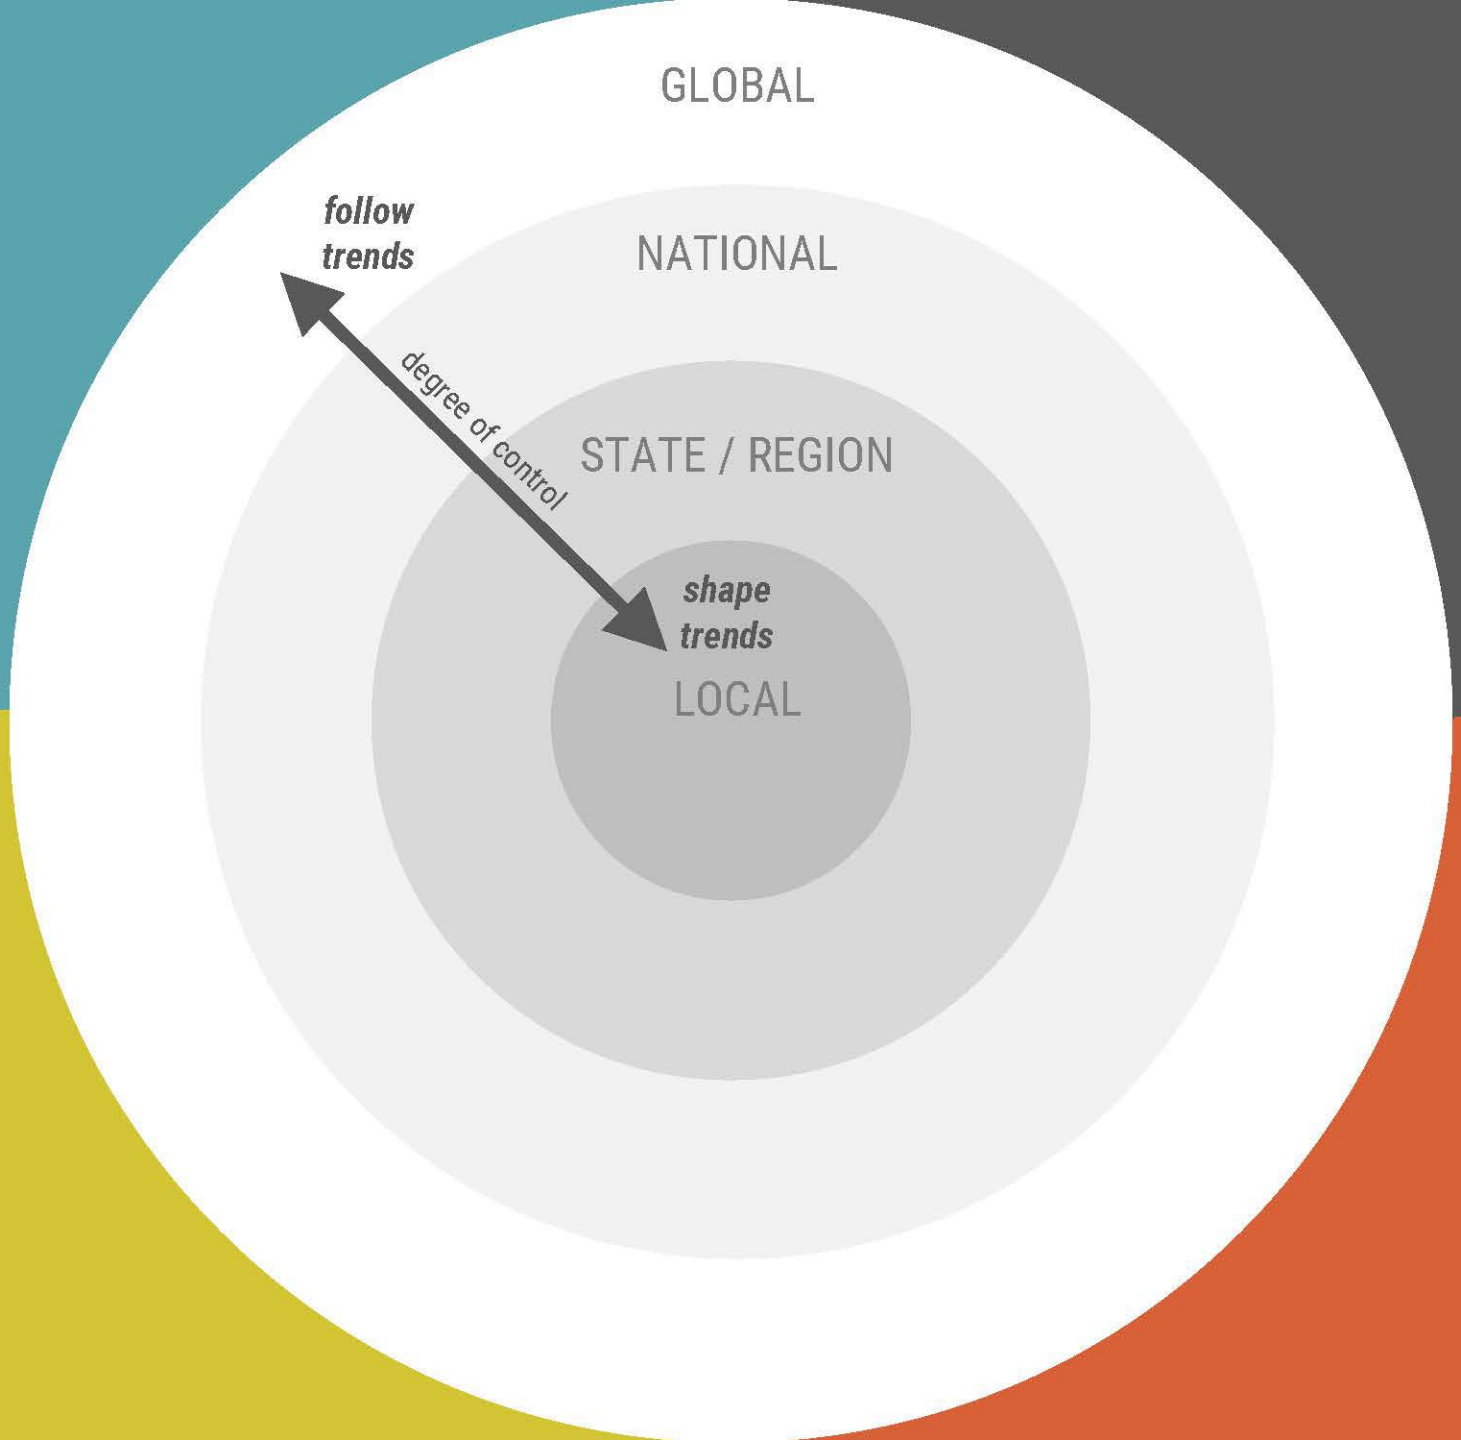 GLOBAL
follow
trends
NATIONAL
degree of control
STATE / REGION
shape
trends
LOCAL